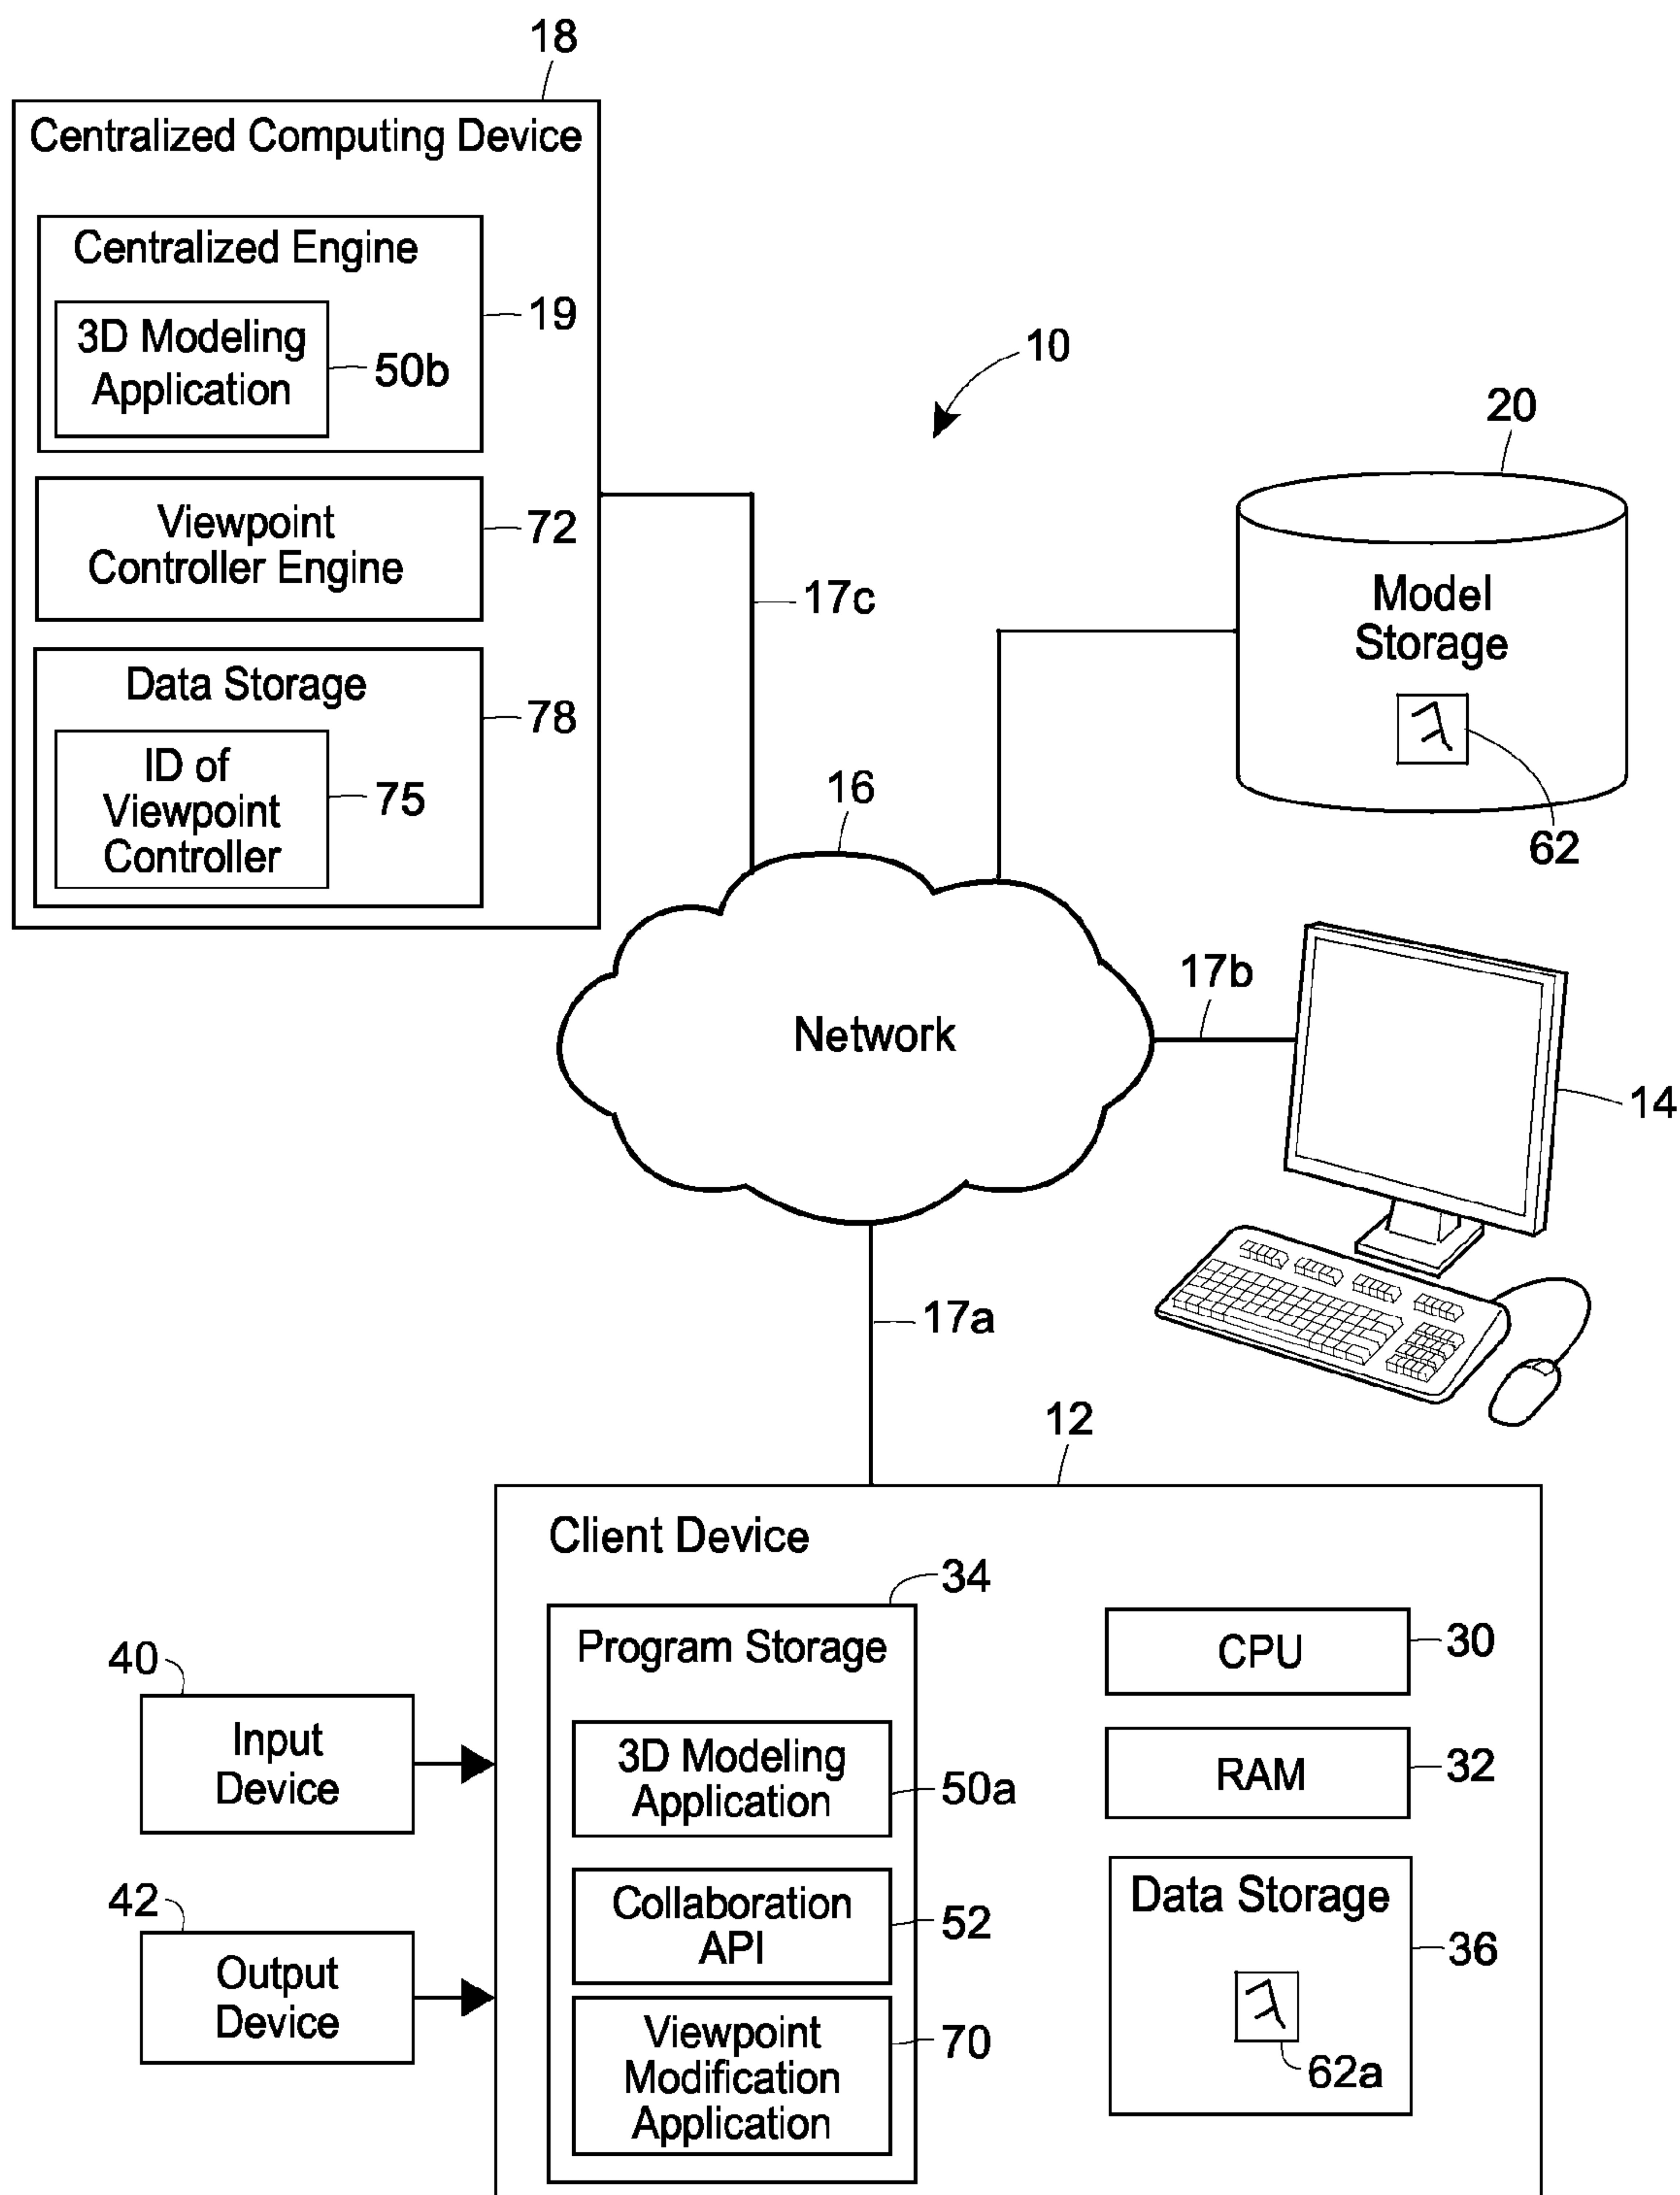 18
Centralized Computing Device
Centralized Engine
19
3D Modeling
Application
50b
Viewpoint
Controller Engine
72
Data Storage
78
ID of
Viewpoint
Controller
75
17c
10
20
Model
Storage
62
16
Network
17b
14
17a
12
Client Device
34
Program Storage
3D Modeling
Application
50a
Collaboration
API
52
Viewpoint
Modification
Application
70
CPU
30
RAM
32
Data Storage
36
62a
40
Input
Device
42
Output
Device